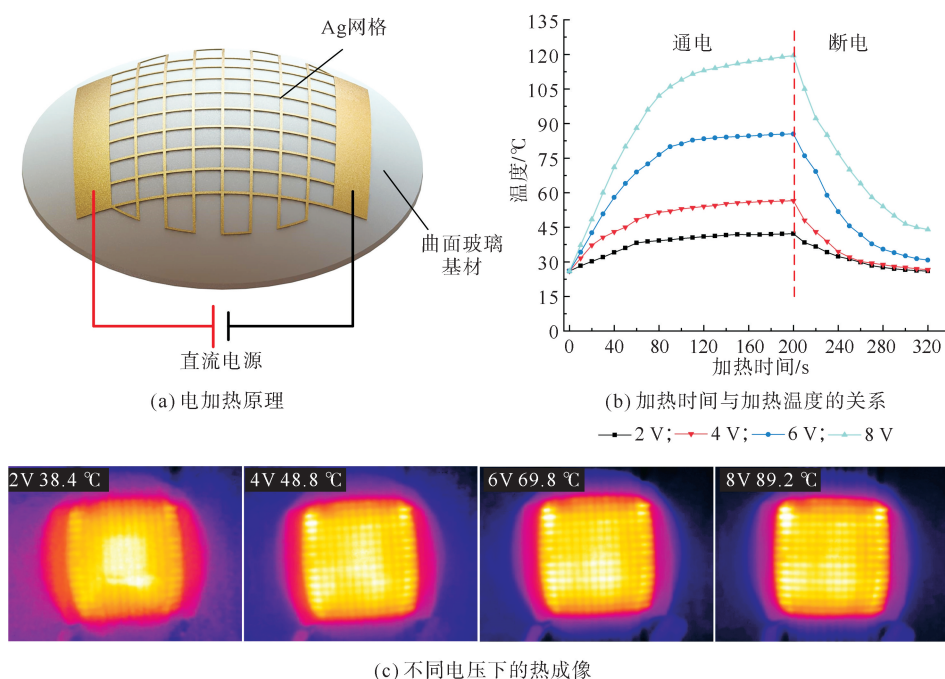 Ag网格
曲面玻璃
基材
直流电源
(a)电加热原理
135
120
105
90
75
60
45
30
15
0
温度/℃
通电
断电
0
40
80
120
160
200
240
280
320
加热时间/s
(b)加热时间与加热温度的关系
2 V;
4 V;
6 V;
8 V
2V 38.4 ℃
4V 48.8 ℃
6V 69.8 ℃
8V 89.2 ℃
(c)不同电压下的热成像